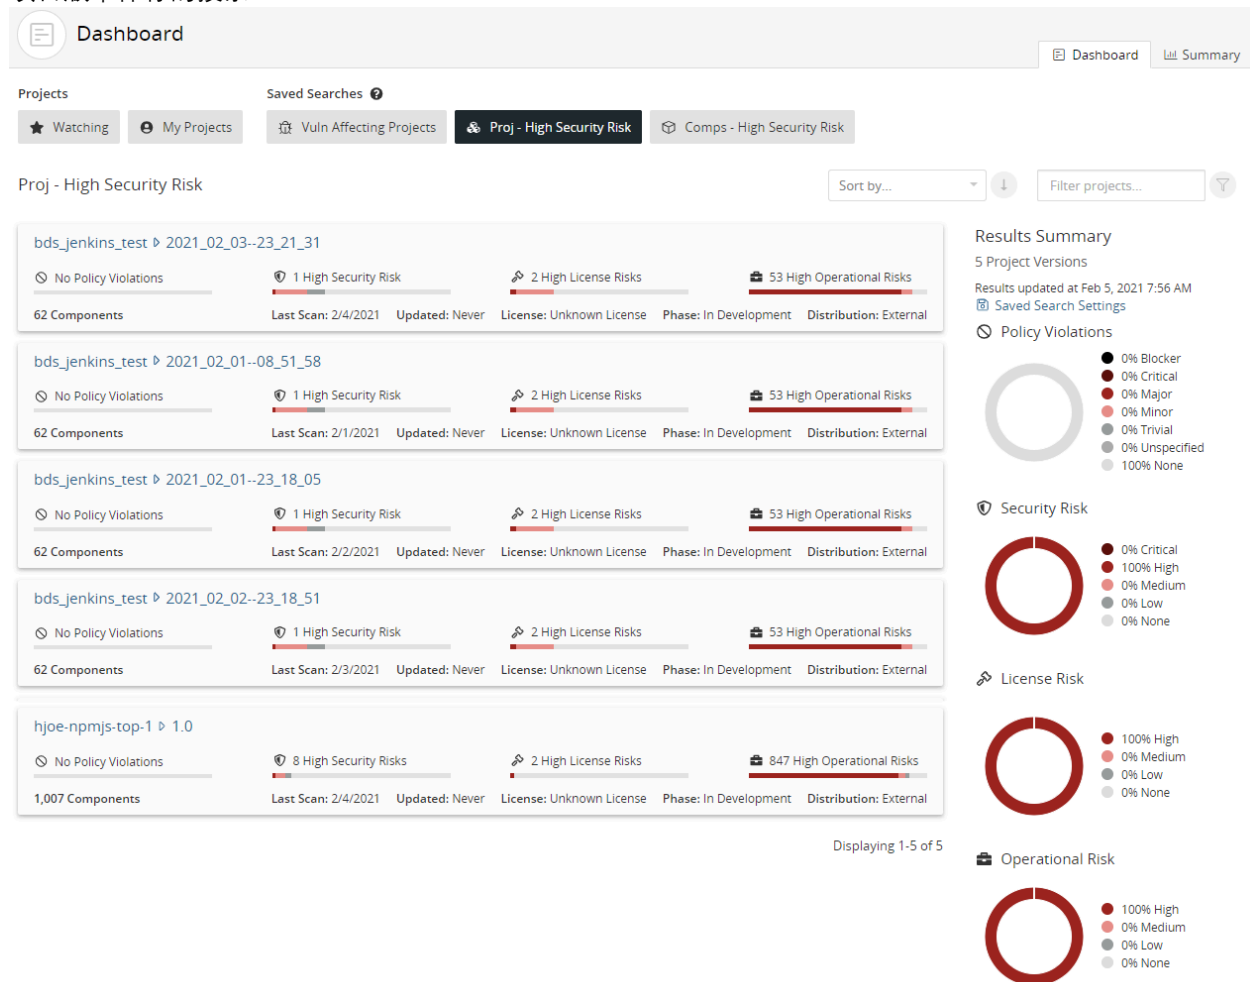 Dashboard
Dashboard Summary
Projects Saved Searches
Watching My Projects Vuln Affecting Projects Proj - High Security Risk Comps - High Security Risk
Proj - High Security Risk Sort by... Filter projects...
bds_jenkins_test 2021_02_03--23_21_31
No Policy Violations 1 High Security Risk 2 High License Risks 53 High Operational Risks
62 Components Last Scan: 2/4/2021 Updated: Never License: Unknown License Phase: In Development Distribution: External
bds_jenkins_test 2021_02_01--08_51_58
No Policy Violations 1 High Security Risk 2 High License Risks 53 High Operational Risks
62 Components Last Scan: 2/1/2021 Updated: Never License: Unknown License Phase: In Development Distribution: External
bds_jenkins_test 2021_02_01--23_18_05
No Policy Violations 1 High Security Risk 2 High License Risks 53 High Operational Risks
62 Components Last Scan: 2/2/2021 Updated: Never License: Unknown License Phase: In Development Distribution: External
bds_jenkins_test 2021_02_02--23_18_51
No Policy Violations 1 High Security Risk 2 High License Risks 53 High Operational Risks
62 Components Last Scan: 2/3/2021 Updated: Never License: Unknown License Phase: In Development Distribution: External
hjoe-npmjs-top-1 1.0
No Policy Violations 8 High Security Risks 2 High License Risks 847 High Operational Risks
1,007 Components Last Scan: 2/4/2021 Updated: Never License: Unknown License Phase: In Development Distribution: External
Displaying 1-5 of 5
Results Summary
5 Project Versions
Results updated at Feb 5, 2021 7:56 AM
Saved Search Settings
Policy Violations
0% Blocker
0% Critical
0% Major
0% Minor
0% Trivial
0% Unspecified
100% None
Security Risk
0% Critical
100% High
0% Medium
0% Low
0% None
License Risk
100% High
0% Medium
0% Low
0% None
Operational Risk
100% High
0% Medium
0% Low
0% None